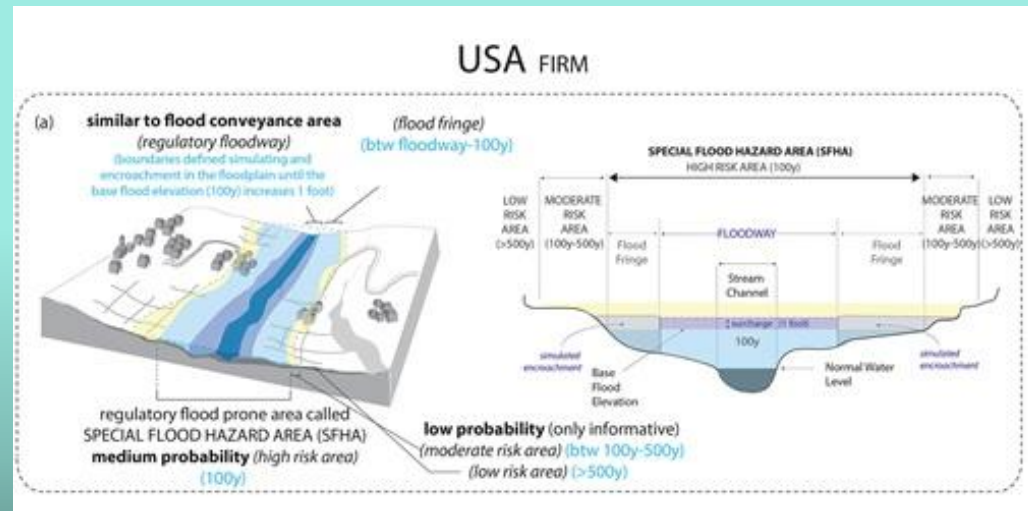 USA FIRM
(a)
similar to flood conveyance area
(regulatory floodway)
(boundaries defined simulating and
encroachment in the floodplain until the
base flood elevation (100y) increases 1 foot)
(flood fringe)
(btw floodway-100y)
regulatory flood prone area called
SPECIAL FLOOD HAZARD AREA (SFHA)
medium probability (high risk area)
(100y)
low probability (only informative)
(moderate risk area) (btw 100y-500y)
(low risk area) (>500y)
SPECIAL FLOOD HAZARD AREA (SFHA)
HIGH RISK AREA (100y)
LOW
RISK
AREA
(>500y)
MODERATE
RISK
AREA
(100y-500y)
MODERATE
RISK
AREA
(100y-500y)
LOW
RISK
AREA
(>500y)
Flood
Fringe
FLOODWAY
Flood
Fringe
Stream
Channel
surcharge (1 foot)
100y
simulated
encroachment
Base
Flood
Elevation
Normal Water
Level
simulated
encroachment